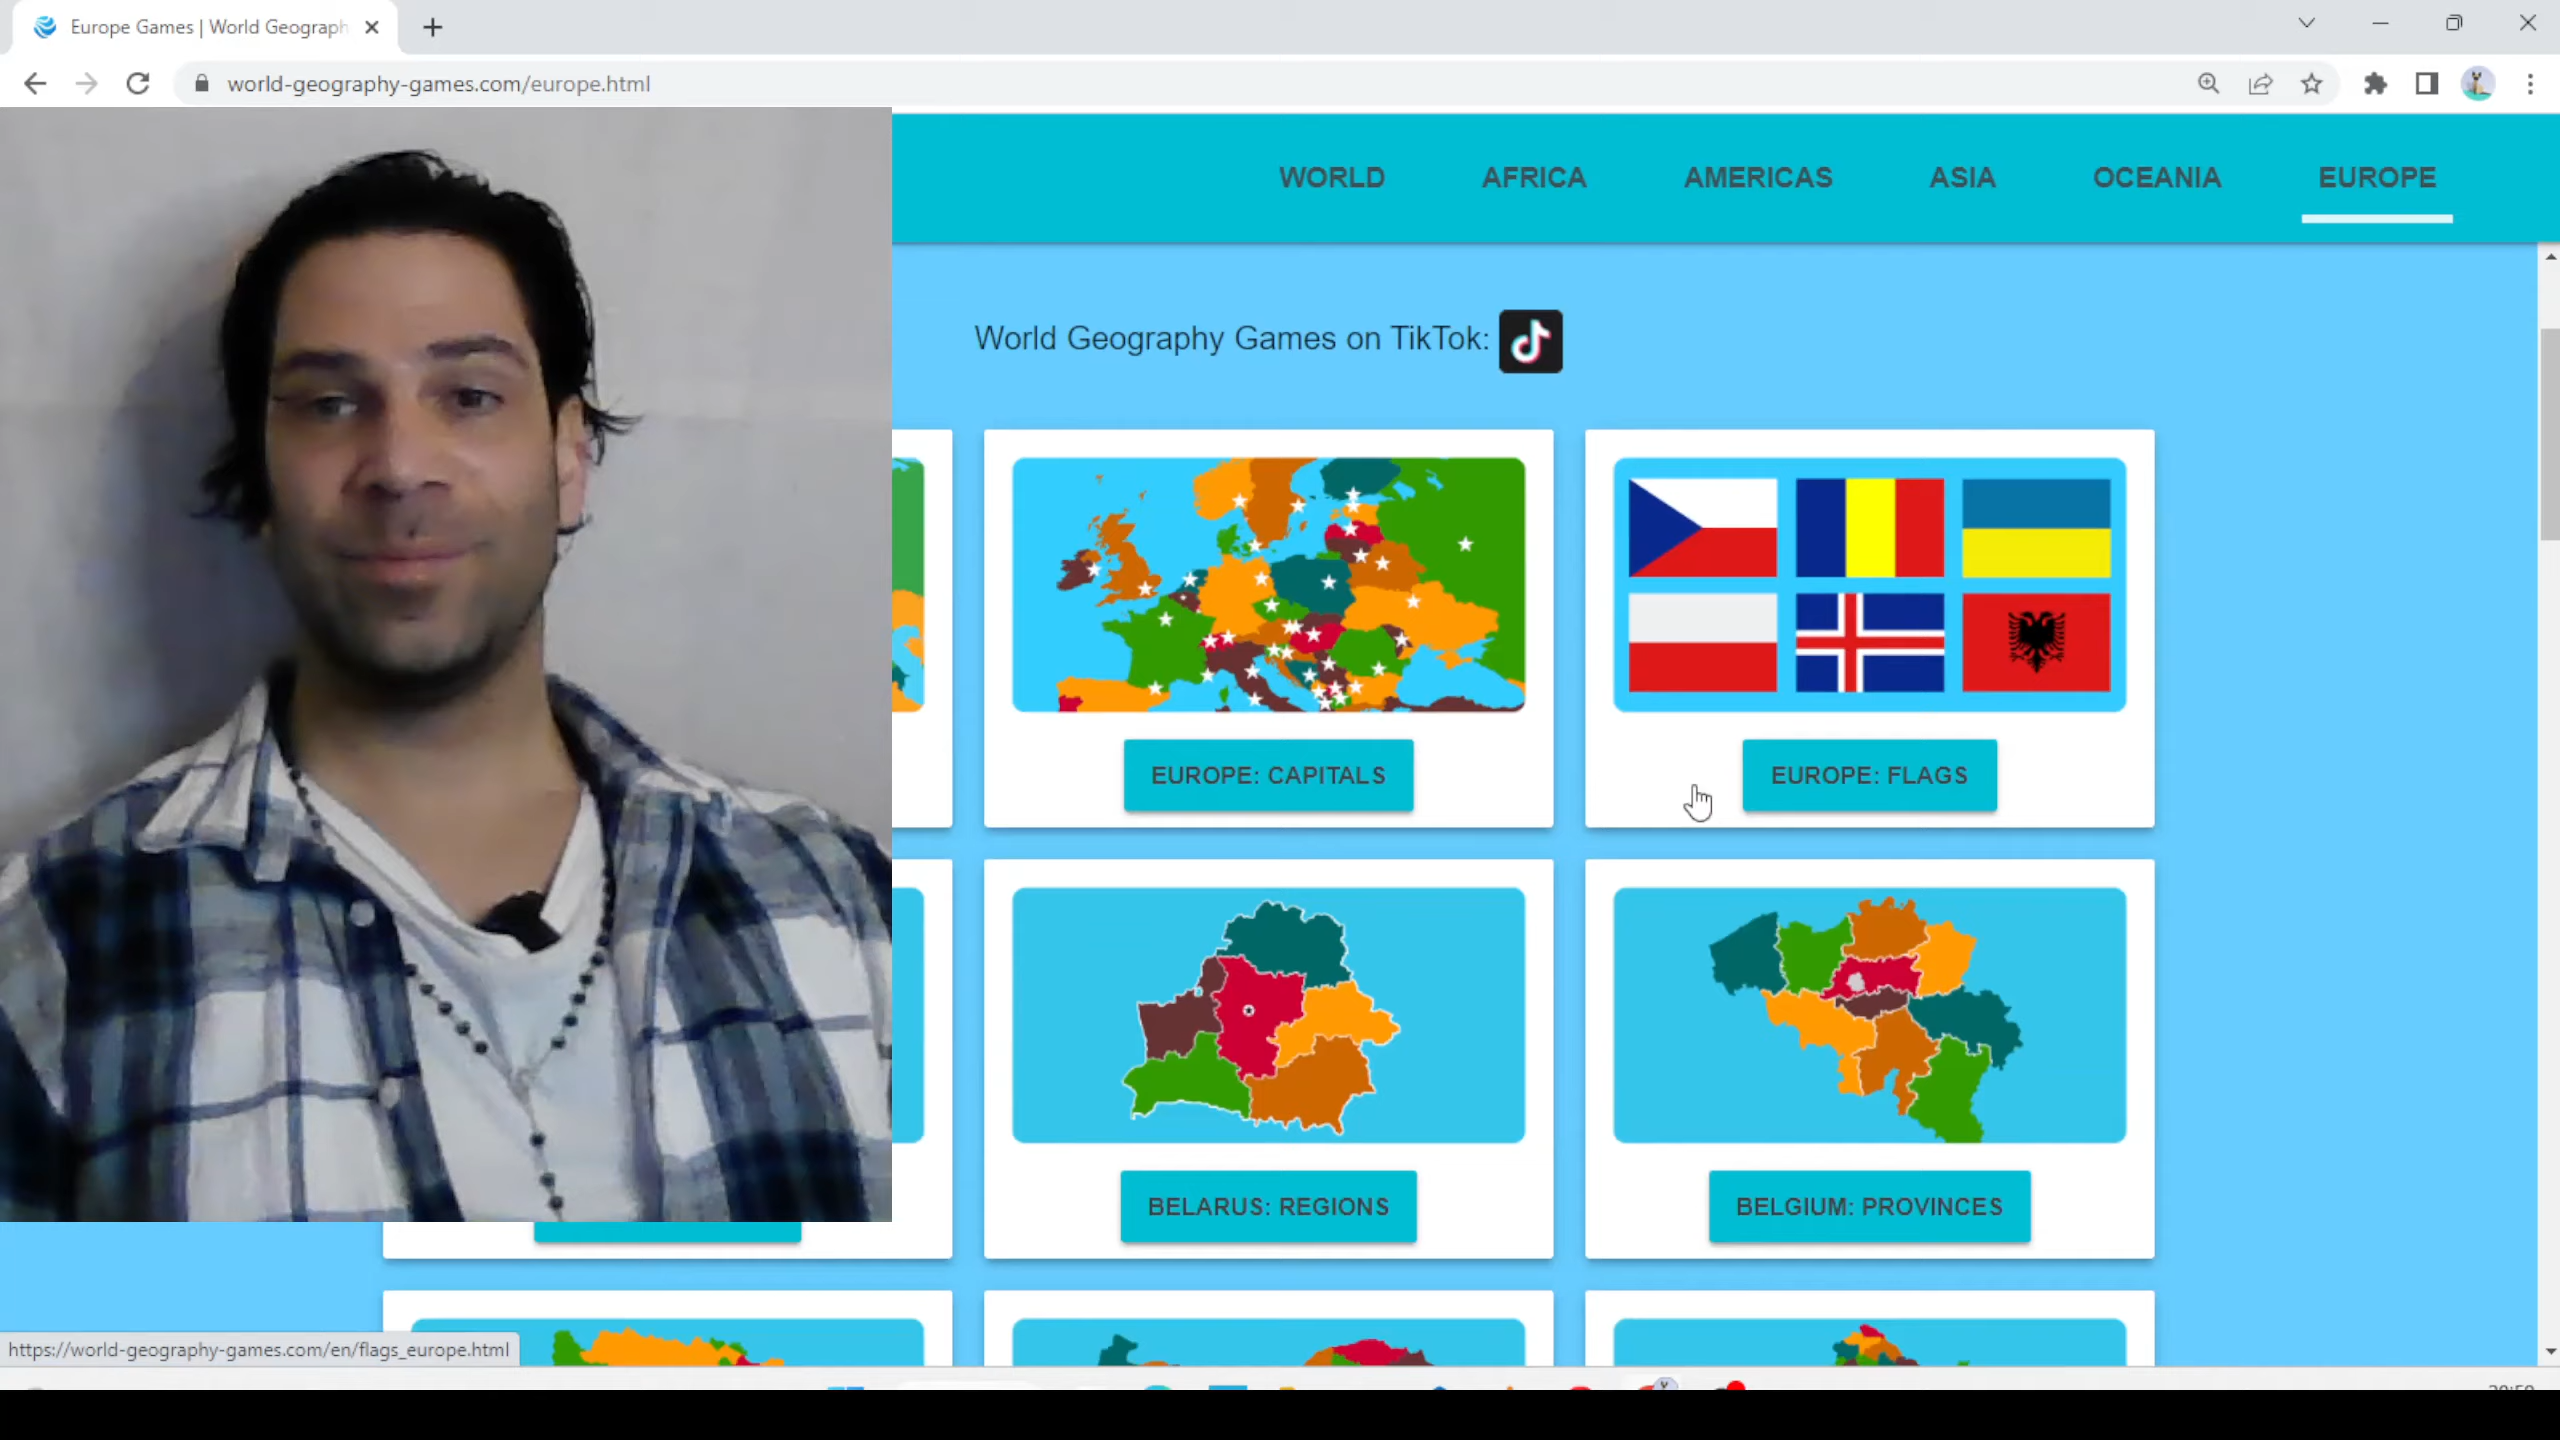 Europe Games | World Geograph
world-geography-games.com/europe.html
WORLD AFRICA AMERICAS ASIA OCEANIA EUROPE
World Geography Games on TikTok:
EUROPE: CAPITALS
EUROPE: FLAGS
BELARUS: REGIONS
BELGIUM: PROVINCES
https://world-geography-games.com/en/flags_europe.html